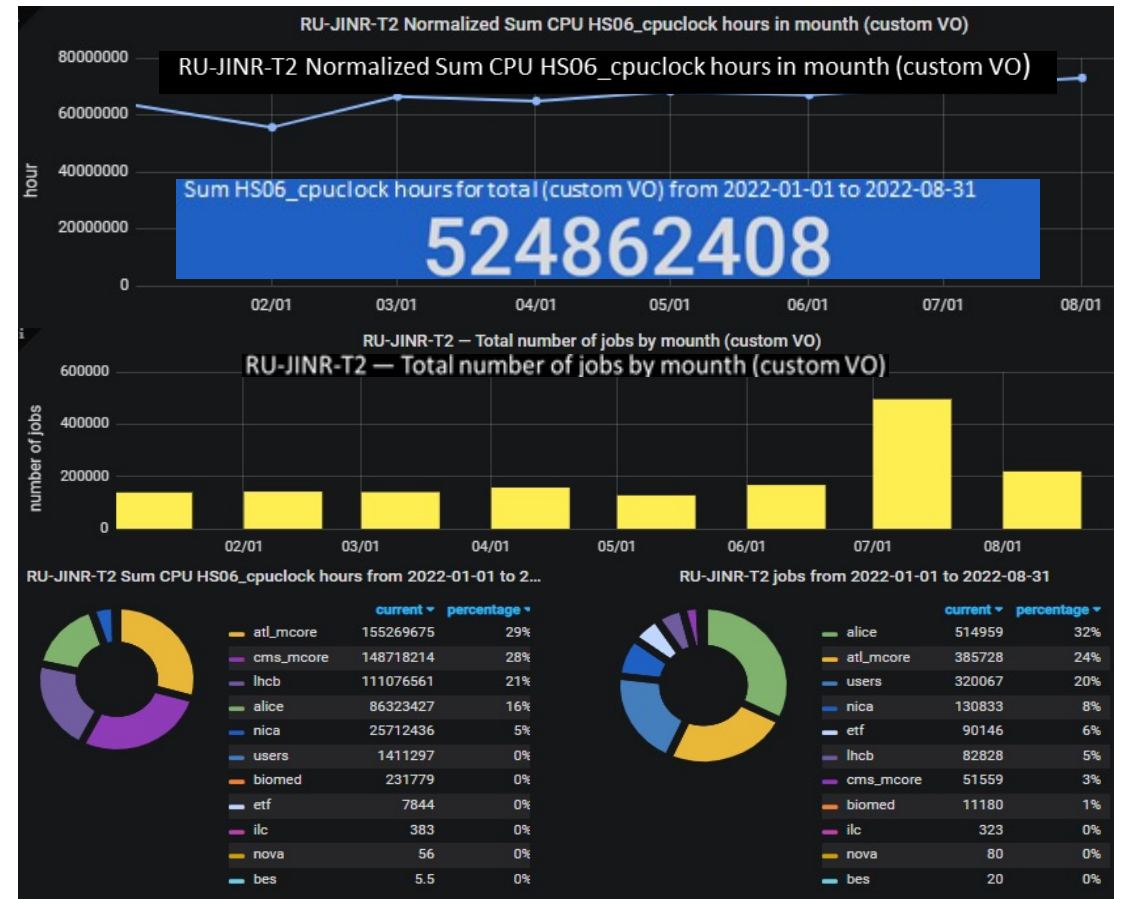 RU-JINR-T2 Normalized Sum CPU HS06_cpuclock hours in mounth (custom VO)
RU-JINR-T2 Normalized Sum CPU HS06_cpuclock hours in mounth (custom VO)
80000000
60000000
40000000
20000000
0
hour
Sum HS06_cpuclock hours for total (custom VO) from 2022-01-01 to 2022-08-31
524862408
02/01 03/01 04/01 05/01 06/01 07/01 08/01
i
RU-JINR-T2 — Total number of jobs by mounth (custom VO)
RU-JINR-T2 — Total number of jobs by mounth (custom VO)
600000
400000
200000
0
number of jobs
02/01 03/01 04/01 05/01 06/01 07/01 08/01
RU-JINR-T2 Sum CPU HS06_cpuclock hours from 2022-01-01 to 2...
current percentage
atl_mcore 155269675 29%
cms_mcore 148718214 28%
lhcb 111076561 21%
alice 86323427 16%
nica 25712436 5%
users 1411297 0%
biomed 231779 0%
etf 7844 0%
ilc 383 0%
nova 56 0%
bes 5.5 0%
RU-JINR-T2 jobs from 2022-01-01 to 2022-08-31
current percentage
alice 514959 32%
atl_mcore 385728 24%
users 320067 20%
nica 130833 8%
etf 90146 6%
lhcb 82828 5%
cms_mcore 51559 3%
biomed 11180 1%
ilc 323 0%
nova 80 0%
bes 20 0%